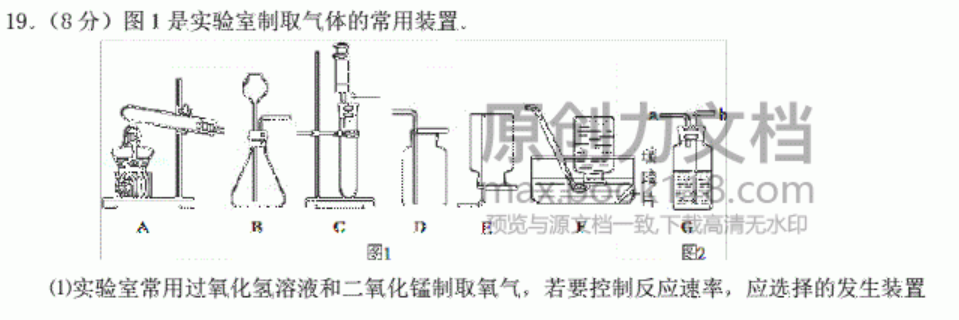 19.（8分）图1是实验室制取气体的常用装置.
原创力文档
a b
max.book118.com
预览与源文档一致,下载高清无水印
A B C D E F G
图1 图2
⑴实验室常用过氧化氢溶液和二氧化锰制取氧气，若要控制反应速率，应选择的发生装置